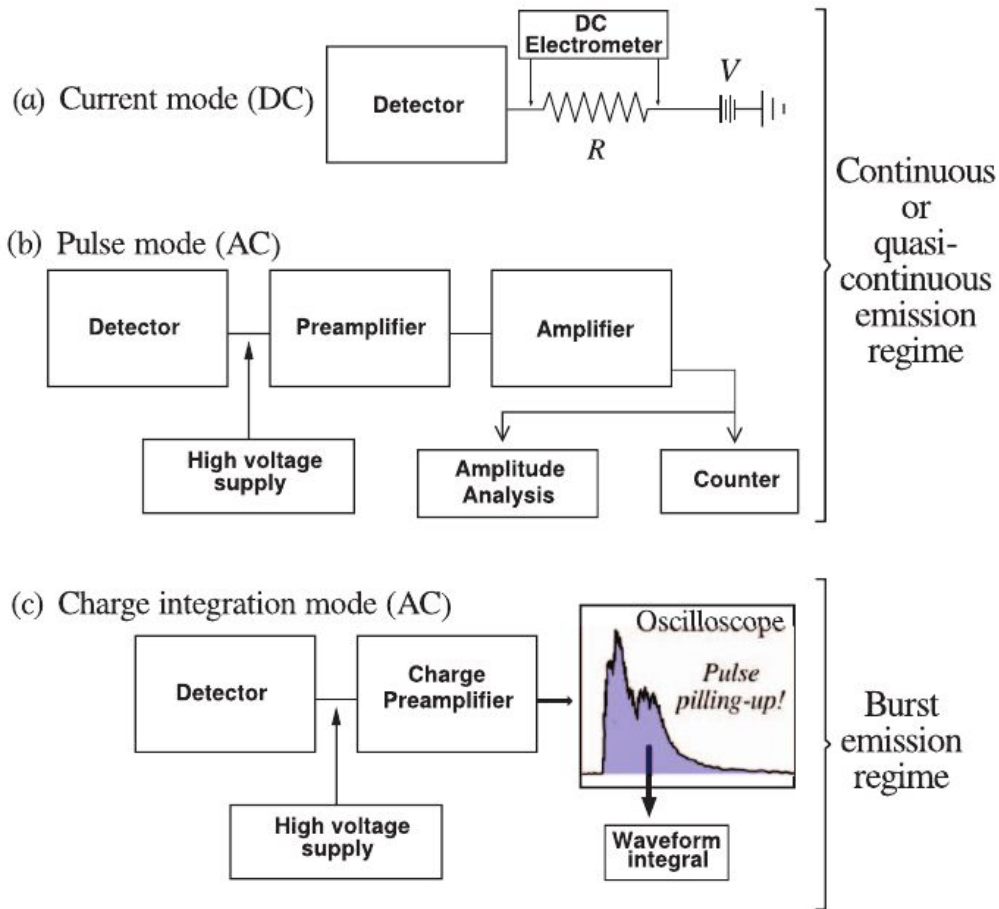 DC
Electrometer
(a) Current mode (DC)
Detector
V
R
(b) Pulse mode (AC)
Detector
Preamplifier
Amplifier
High voltage
supply
Amplitude
Analysis
Counter
Continuous
or
quasi-
continuous
emission
regime
(c) Charge integration mode (AC)
Detector
Charge
Preamplifier
Oscilloscope
Pulse
pilling-up!
High voltage
supply
Waveform
integral
Burst
emission
regime